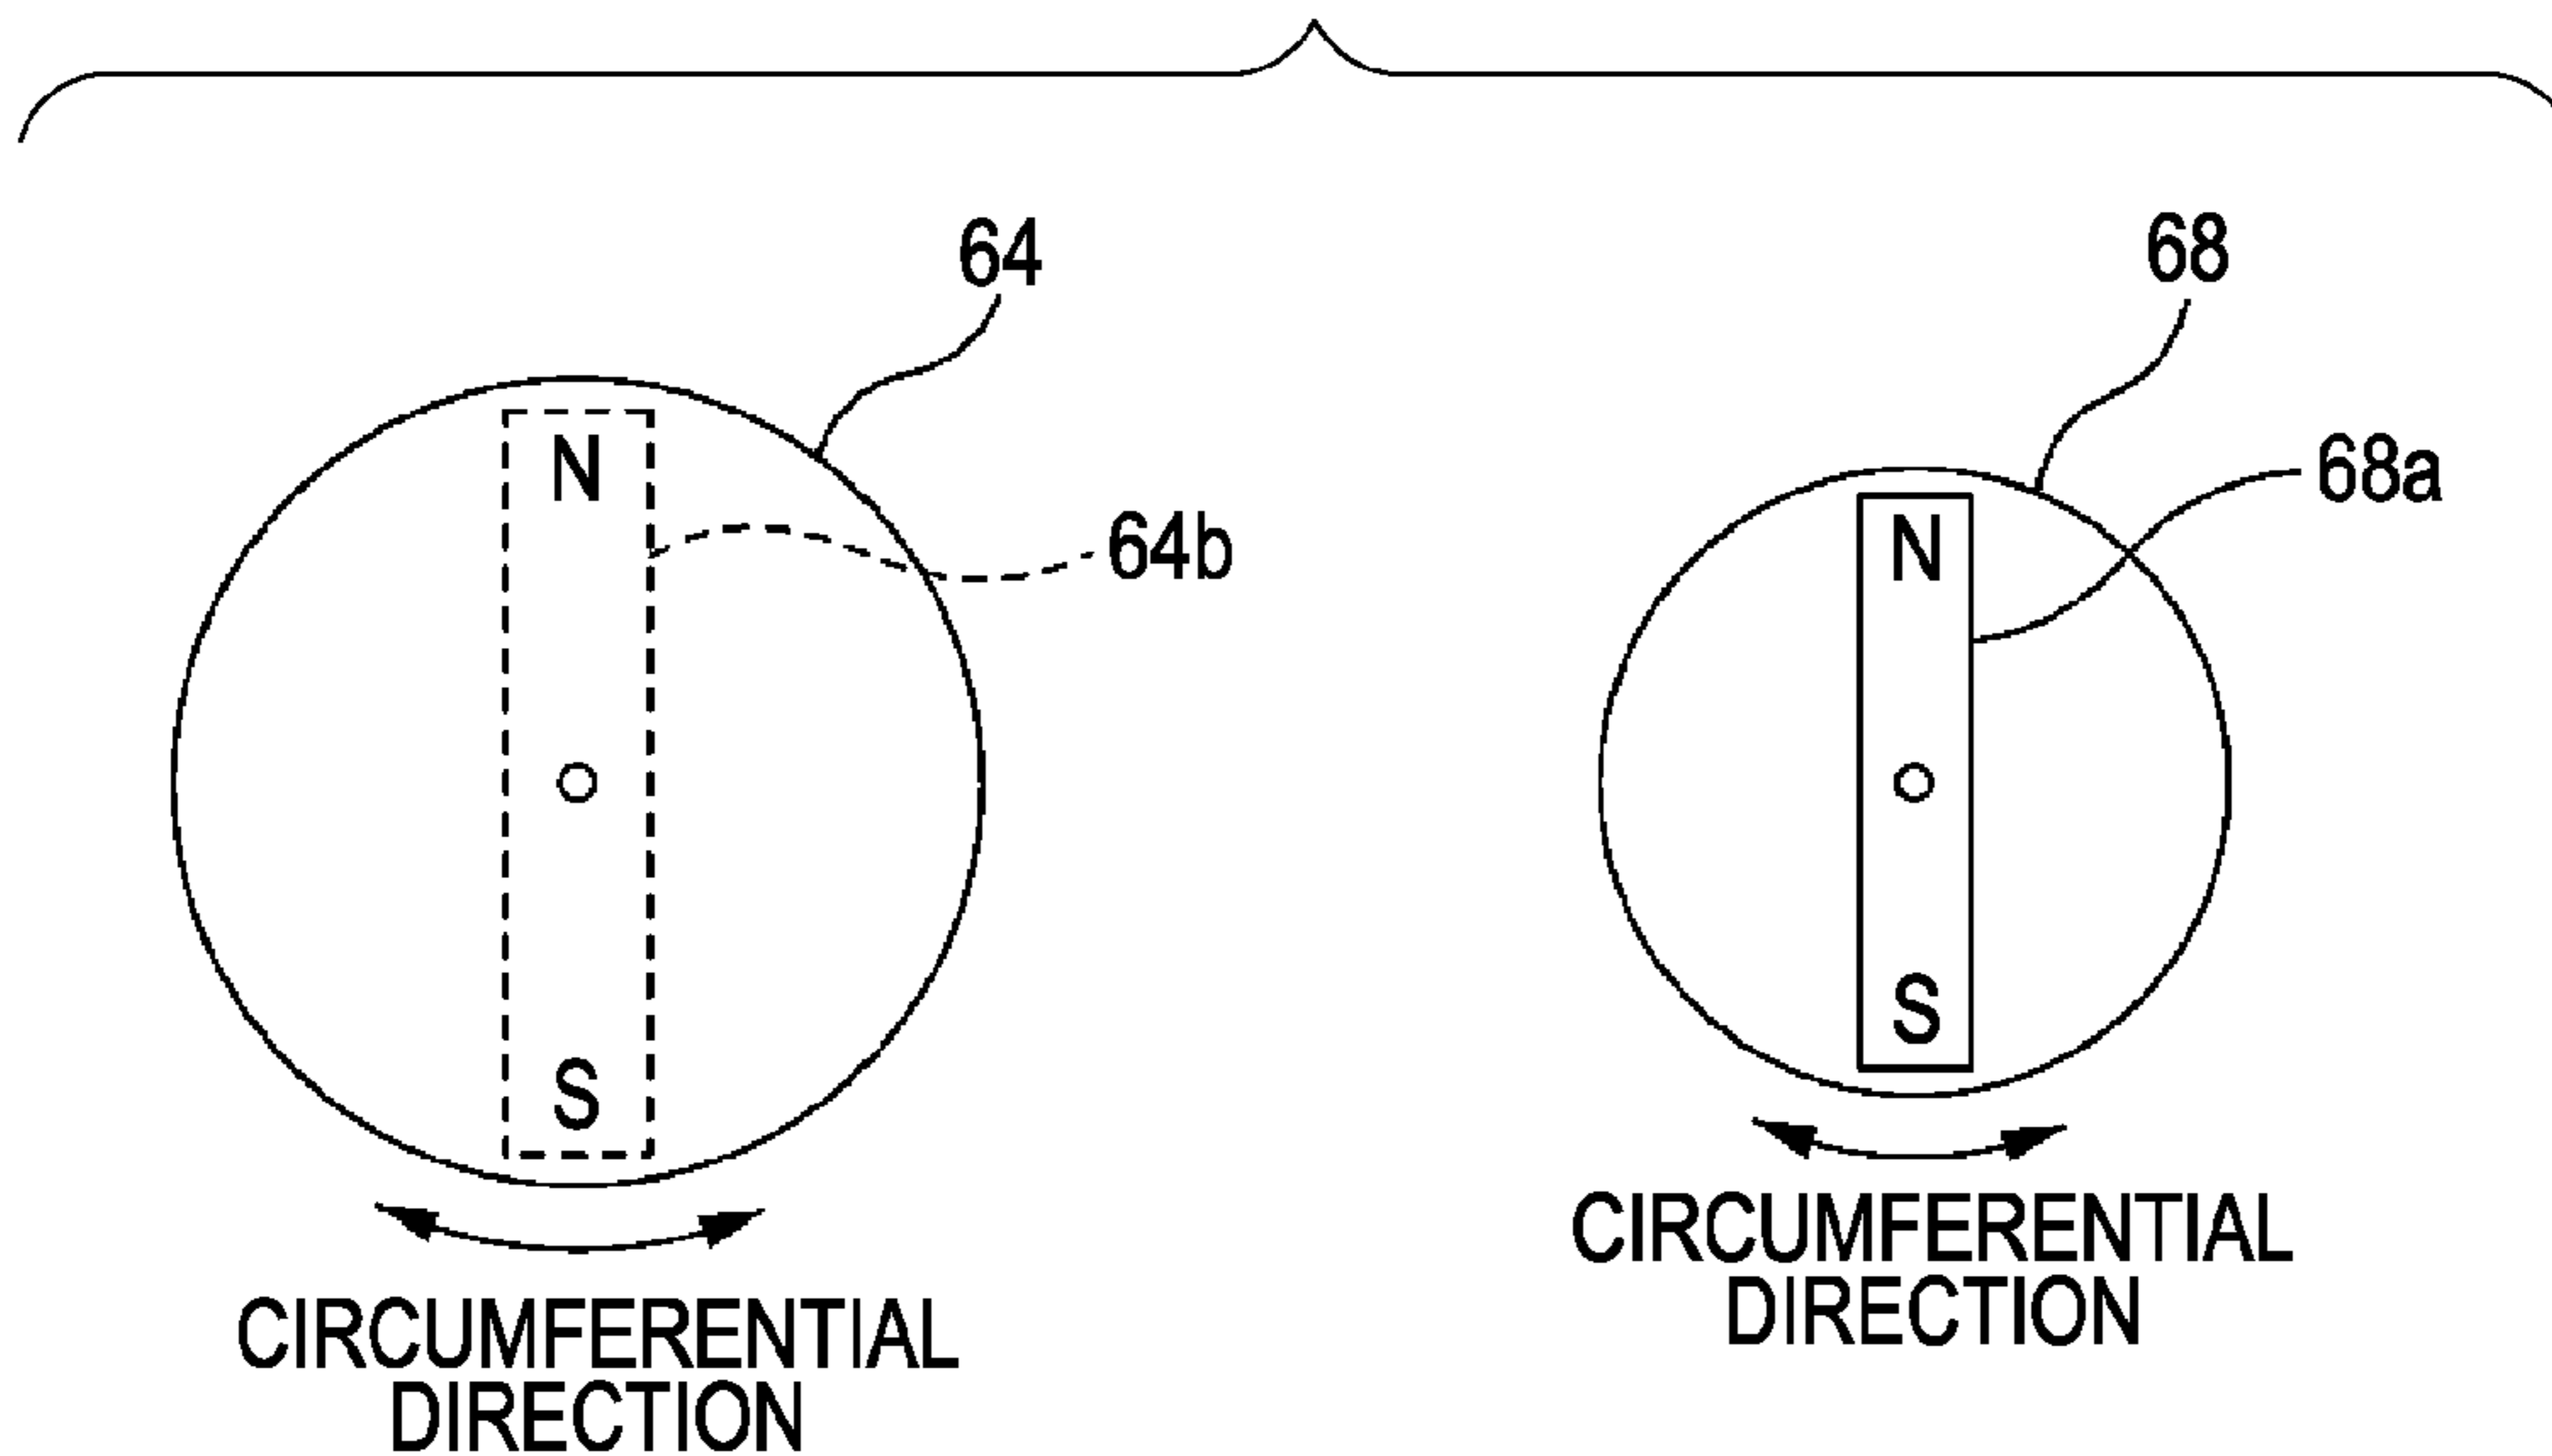 64
68
N
N
68a
64b
S
S
CIRCUMFERENTIAL
DIRECTION
CIRCUMFERENTIAL
DIRECTION